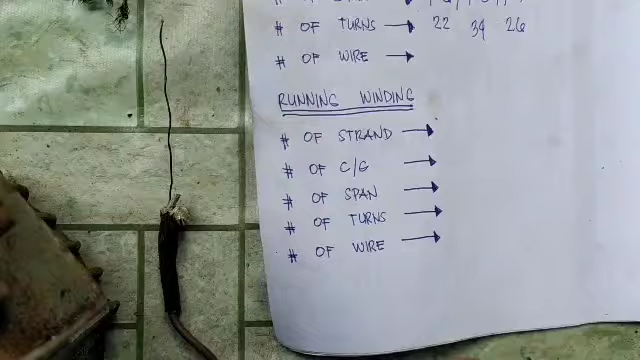 # OF TURNS → 22 34 26
# OF WIRE →
RUNNING WINDING
# OF STRAND →
# OF C/G →
# OF SPAN →
# OF TURNS →
# OF WIRE →